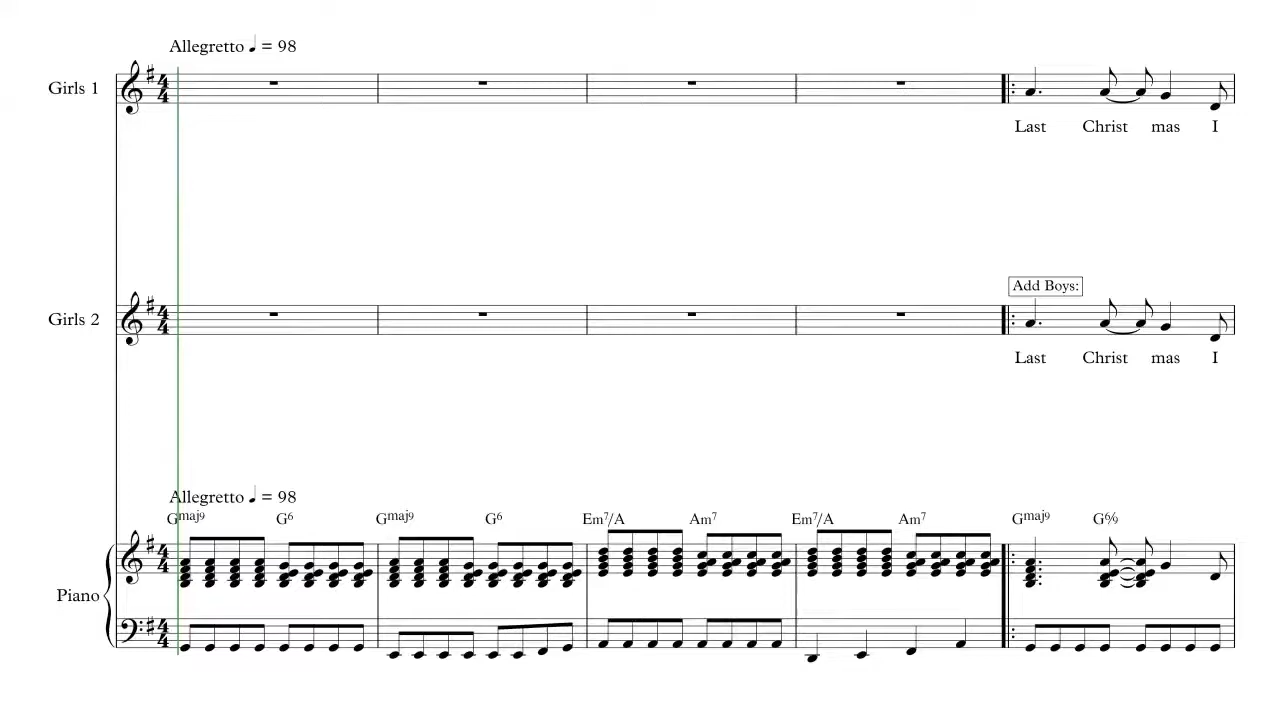 Allegretto ♩ = 98
Girls 1
Last Christ mas I
Add Boys:
Girls 2
Last Christ mas I
Allegretto ♩ = 98
Gmaj9 G6 Gmaj9 G6 Em7/A Am7 Em7/A Am7 Gmaj9 G6/9
Piano